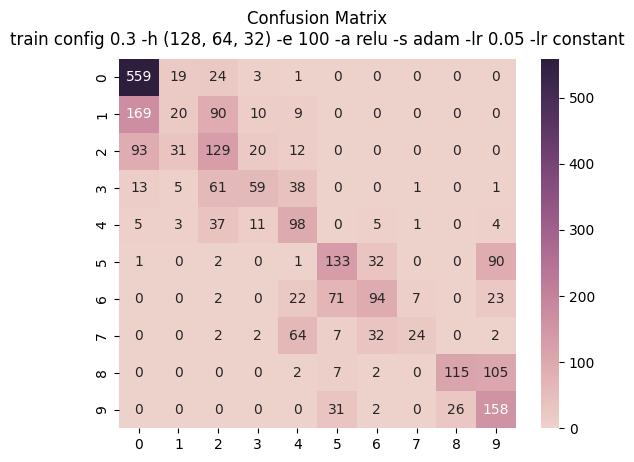 Confusion Matrix
train config 0.3 -h (128, 64, 32) -e 100 -a relu -s adam -lr 0.05 -lr constant
0 559 19 24 3 1 0 0 0 0 0
1 169 20 90 10 9 0 0 0 0 0
2 93 31 129 20 12 0 0 0 0 0
3 13 5 61 59 38 0 0 1 0 1
4 5 3 37 11 98 0 5 1 0 4
5 1 0 2 0 1 133 32 0 0 90
6 0 0 2 0 22 71 94 7 0 23
7 0 0 2 2 64 7 32 24 0 2
8 0 0 0 0 2 7 2 0 115 105
9 0 0 0 0 0 31 2 0 26 158
0 1 2 3 4 5 6 7 8 9
500
400
300
200
100
0